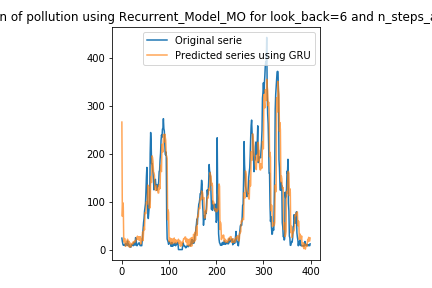 of pollution using Recurrent_Model_MO for look_back=6 and
Original serie
Predicted series using GRU
400
300
200
100
0
0 100 200 300 400